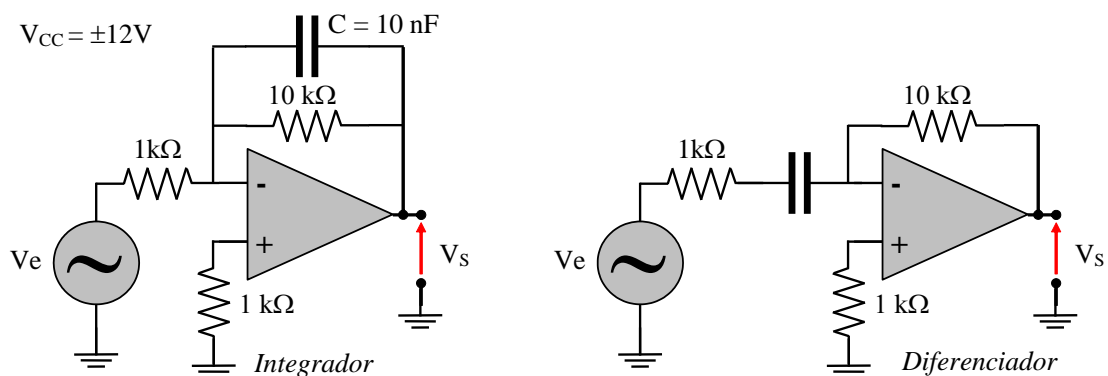 V_CC = ±12V
C = 10 nF
10 kΩ
1kΩ
-
+
Ve
V_S
1 kΩ
Integrador
10 kΩ
1kΩ
-
+
Ve
V_S
1 kΩ
Diferenciador